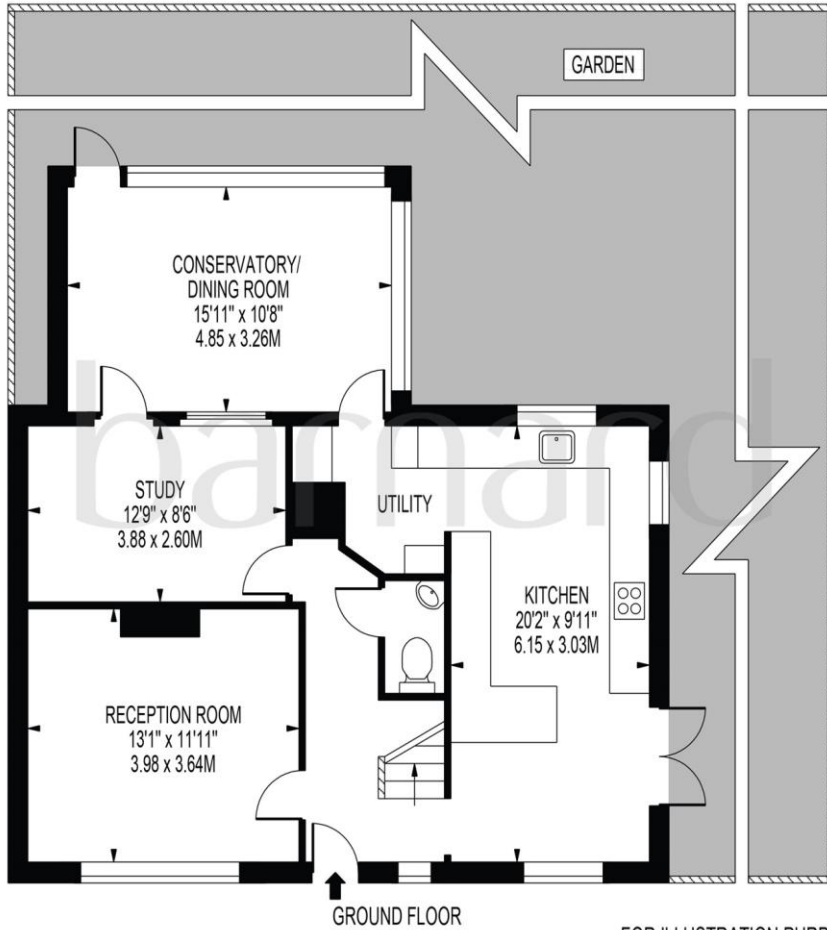 GARDEN
CONSERVATORY/
DINING ROOM
15'11" x 10'8"
4.85 x 3.26M
barnard
STUDY
12'9" x 8'6"
3.88 x 2.60M
UTILITY
KITCHEN
20'2" x 9'11"
6.15 x 3.03M
RECEPTION ROOM
13'1" x 11'11"
3.98 x 3.64M
GROUND FLOOR